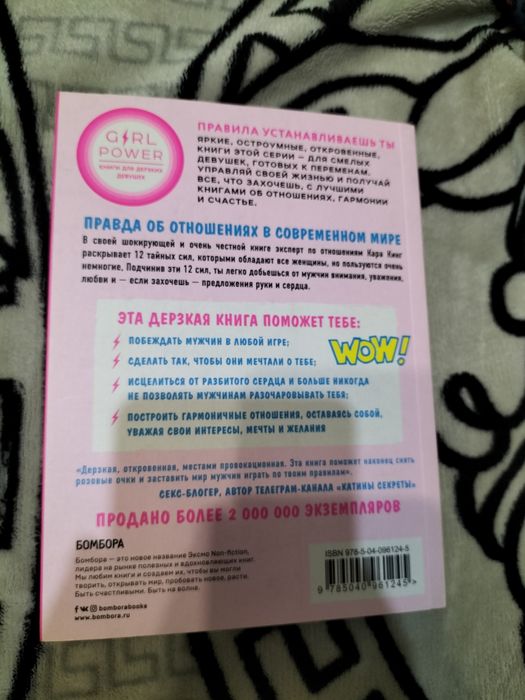 GIRL
POWER
КНИГИ ДЛЯ ДЕРЗКИХ
ДЕВУШЕК
ПРАВИЛА УСТАНАВЛИВАЕШЬ ТЫ
ЯРКИЕ, ОСТРОУМНЫЕ, ОТКРОВЕННЫЕ,
КНИГИ ЭТОЙ СЕРИИ – ДЛЯ СМЕЛЫХ
ДЕВУШЕК, ГОТОВЫХ К ПЕРЕМЕНАМ.
УПРАВЛЯЙ СВОЕЙ ЖИЗНЬЮ И ПОЛУЧАЙ
ВСЕ, ЧТО ЗАХОЧЕШЬ, С ЛУЧШИМИ
КНИГАМИ ОБ ОТНОШЕНИЯХ, ГАРМОНИИ
И СЧАСТЬЕ.
ПРАВДА ОБ ОТНОШЕНИЯХ В СОВРЕМЕННОМ МИРЕ
В своей шокирующей и очень честной книге эксперт по отношениям Кара Кинг
раскрывает 12 тайных сил, которыми обладают все женщины, но пользуются очень
немногие. Подчинив эти 12 сил, ты легко добьешься от мужчин внимания, уважения,
любви и — если захочешь — предложения руки и сердца.
ЭТА ДЕРЗКАЯ КНИГА ПОМОЖЕТ ТЕБЕ:
ПОБЕЖДАТЬ МУЖЧИН В ЛЮБОЙ ИГРЕ;
СДЕЛАТЬ ТАК, ЧТОБЫ ОНИ МЕЧТАЛИ О ТЕБЕ;
WOW!
ИСЦЕЛИТЬСЯ ОТ РАЗБИТОГО СЕРДЦА И БОЛЬШЕ НИКОГДА
НЕ ПОЗВОЛЯТЬ МУЖЧИНАМ РАЗОЧАРОВЫВАТЬ ТЕБЯ;
ПОСТРОИТЬ ГАРМОНИЧНЫЕ ОТНОШЕНИЯ, ОСТАВАЯСЬ СОБОЙ,
УВАЖАЯ СВОИ ИНТЕРЕСЫ, МЕЧТЫ И ЖЕЛАНИЯ
«Дерзкая, откровенная, местами провокационная. Эта книга поможет наконец снять
розовые очки и заставить мир мужчин играть по твоим правилам».
СЕКС-БЛОГЕР, АВТОР ТЕЛЕГРАМ-КАНАЛА «КАТИНЫ СЕКРЕТЫ»
ПРОДАНО БОЛЕЕ 2 000 000 ЭКЗЕМПЛЯРОВ
БОМБОРА
Бомбора — это новое название Эксмо Non-fiction,
лидера на рынке полезных и вдохновляющих книг.
Мы любим книги и создаем их, чтобы вы могли
творить, открывать мир, пробовать новое, расти.
Быть счастливыми. Быть на волне.
bomborabooks
www.bombora.ru
ISBN 978-5-04-096124-5
9 785040 961245 >